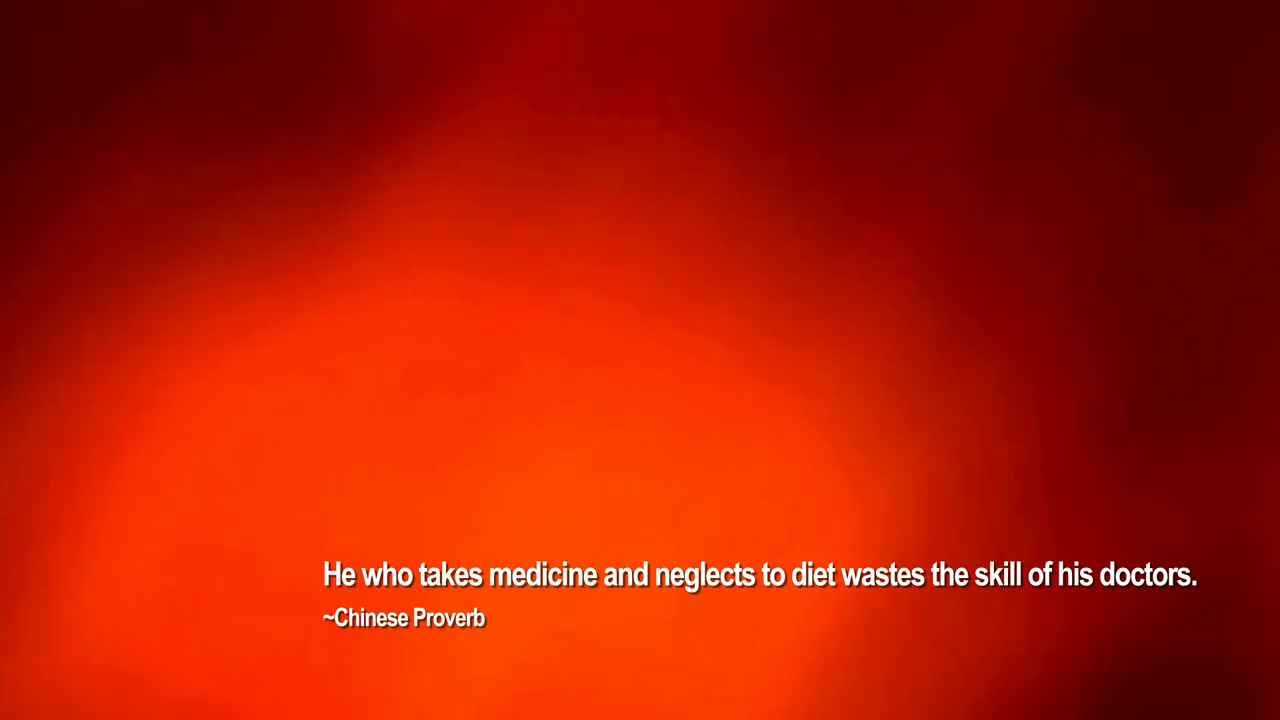 He who takes medicine and neglects to diet wastes the skill of his doctors.
~Chinese Proverb